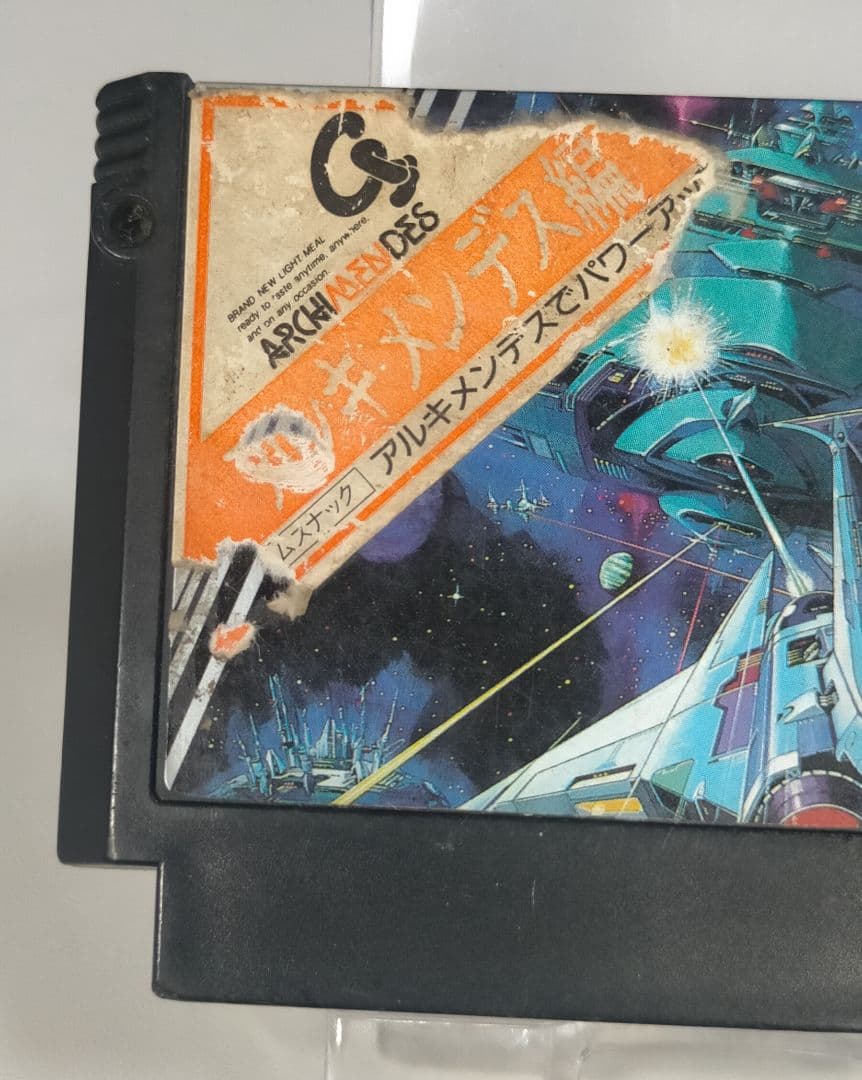 BRAND NEW LIGHT MEAL
ready to taste anytime, anywhere.
and on any occasion.
ARCHIMENDES
ルキメンデス編
ムスナック アルキメンデスでパワーアッ